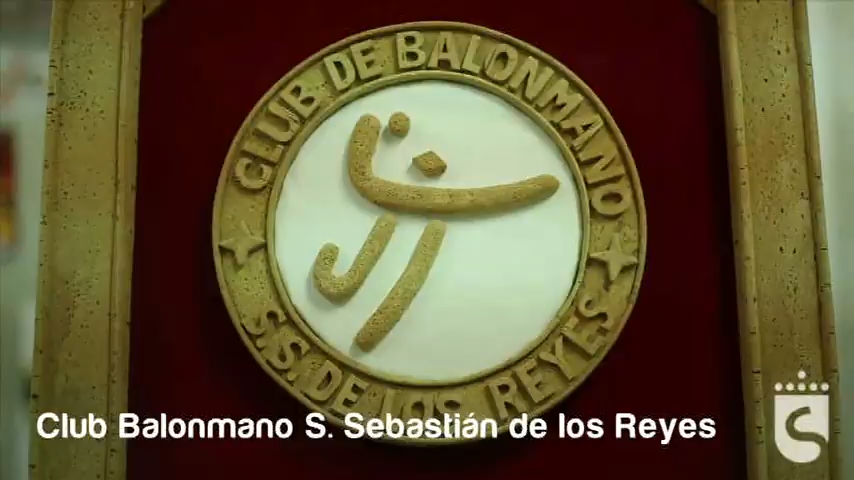 CLUB DE BALONMANO
S.S. DE LOS REYES
Club Balonmano S. Sebastián de los Reyes
S